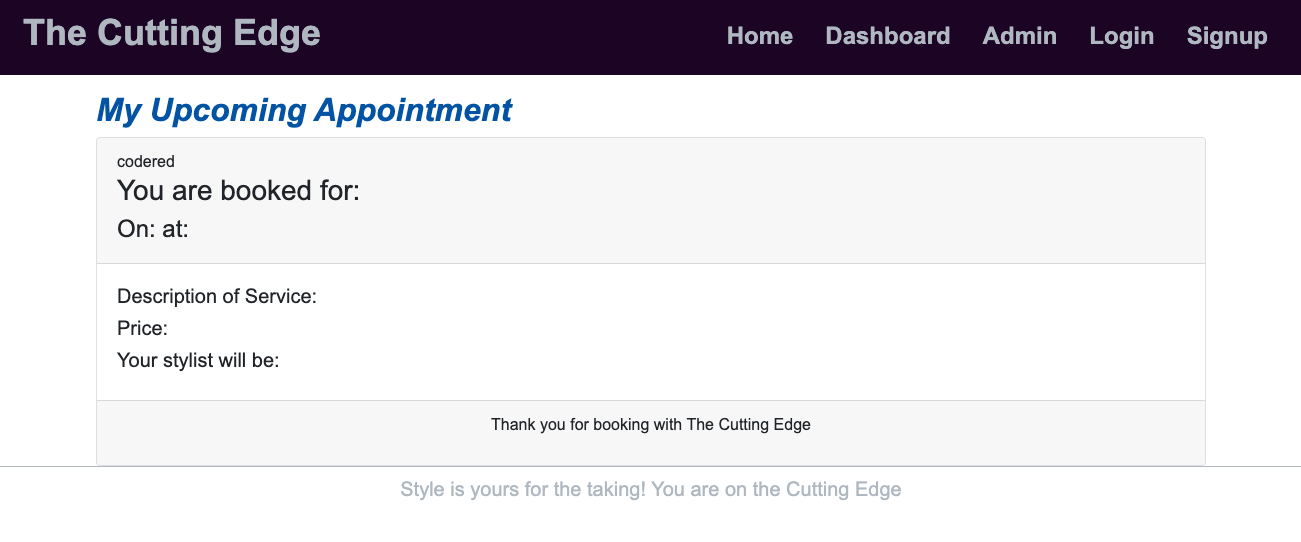 The Cutting Edge
Home Dashboard Admin Login Signup
My Upcoming Appointment
codered
You are booked for:
On: at:
Description of Service:
Price:
Your stylist will be:
Thank you for booking with The Cutting Edge
Style is yours for the taking! You are on the Cutting Edge